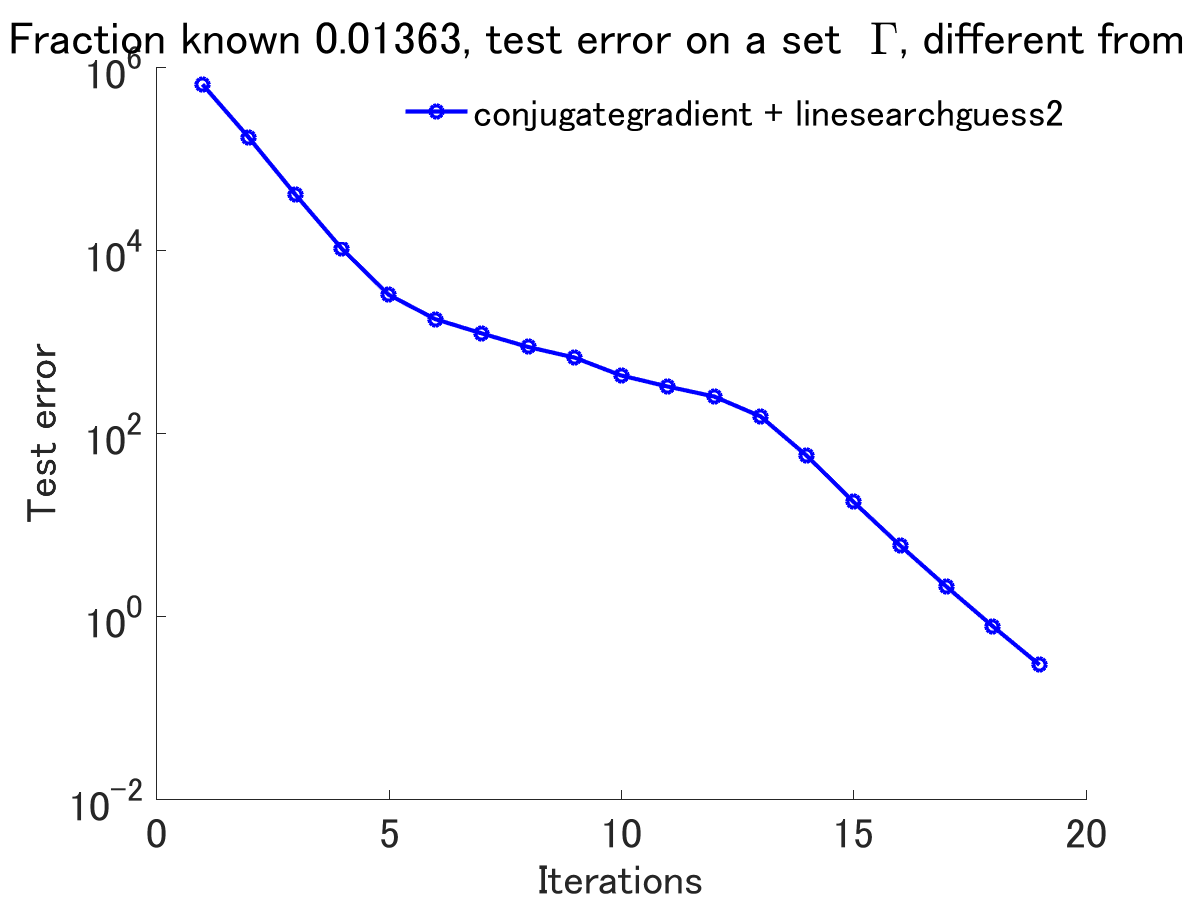 Fraction known 0.01363, test error on a set Γ, different from
conjugategradient + linesearchguess2
10^6
10^4
10^2
10^0
10^-2
Test error
0 5 10 15 20
Iterations